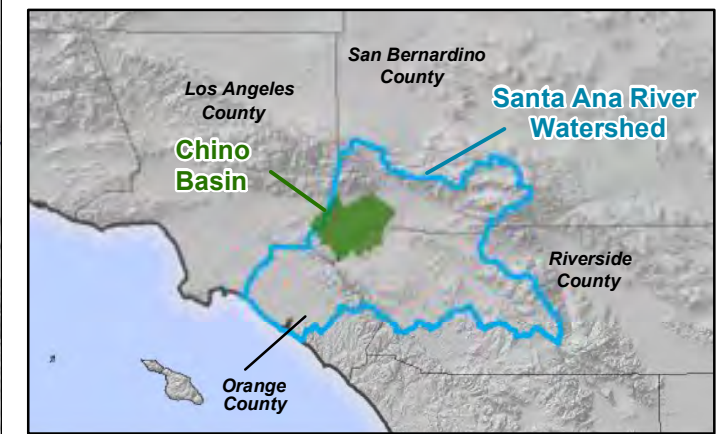 San Bernardino
County
Los Angeles
County
Santa Ana River
Watershed
Chino
Basin
Riverside
County
Orange
County